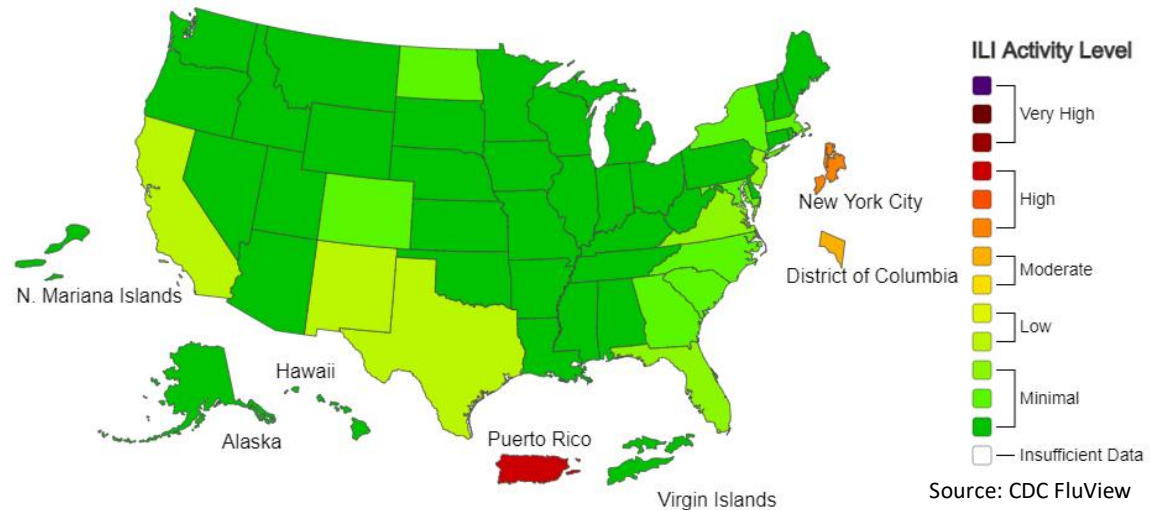 ILI Activity Level
Very High
High
Moderate
Low
Minimal
Insufficient Data
New York City
District of Columbia
N. Mariana Islands
Hawaii
Alaska
Puerto Rico
Virgin Islands
Source: CDC FluView